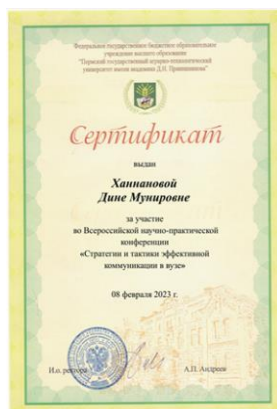 Федеральное государственное бюджетное образовательное
учреждение высшего образования
"Пермский государственный аграрно-технологический
университет имени академика Д.Н. Прянишникова"
Сертификат
выдан
Ханнановой
Дине Мунировне
за участие
во Всероссийской научно-практической
конференции
«Стратегии и тактики эффективной
коммуникации в вузе»
08 февраля 2023 г.
И.о. ректора
А.П. Андреев